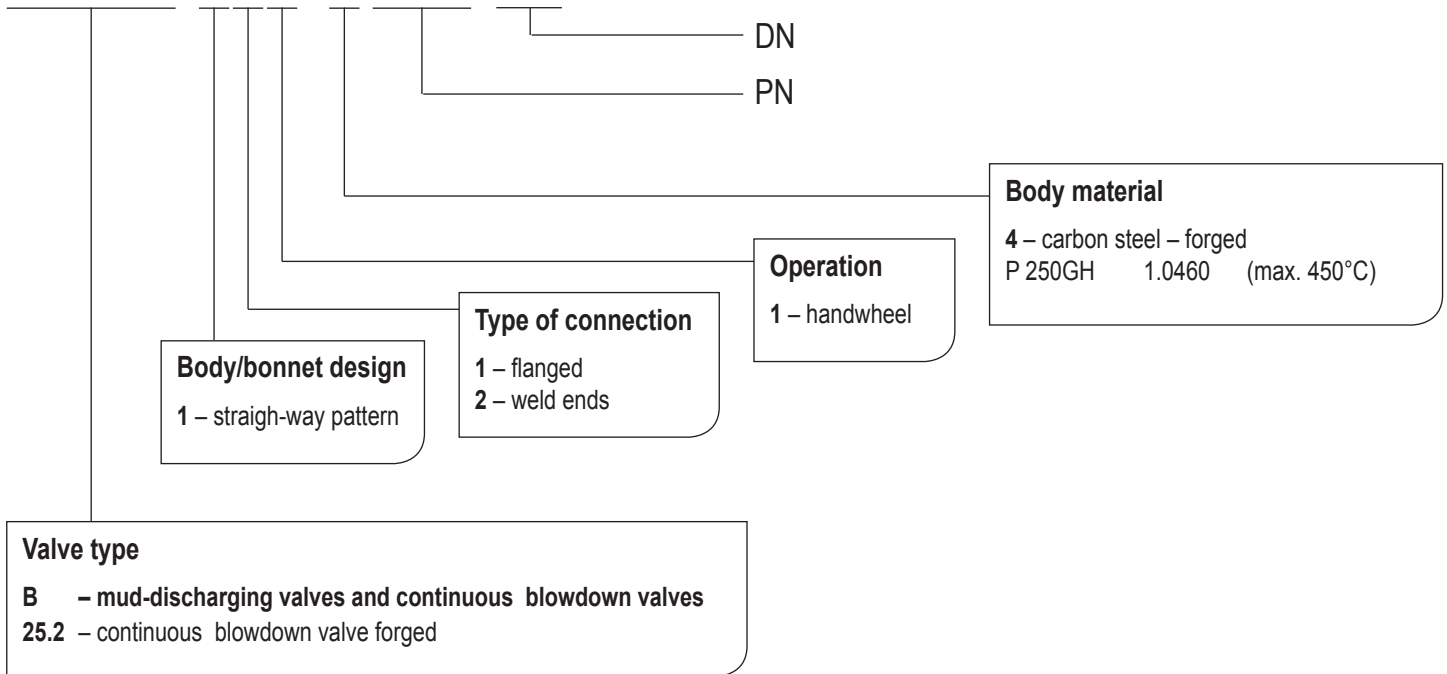 DN
PN
Body material
4 – carbon steel – forged
P 250GH 1.0460 (max. 450°C)
Operation
1 – handwheel
Type of connection
1 – flanged
2 – weld ends
Body/bonnet design
1 – straigh-way pattern
Valve type
B – mud-discharging valves and continuous blowdown valves
25.2 – continuous blowdown valve forged